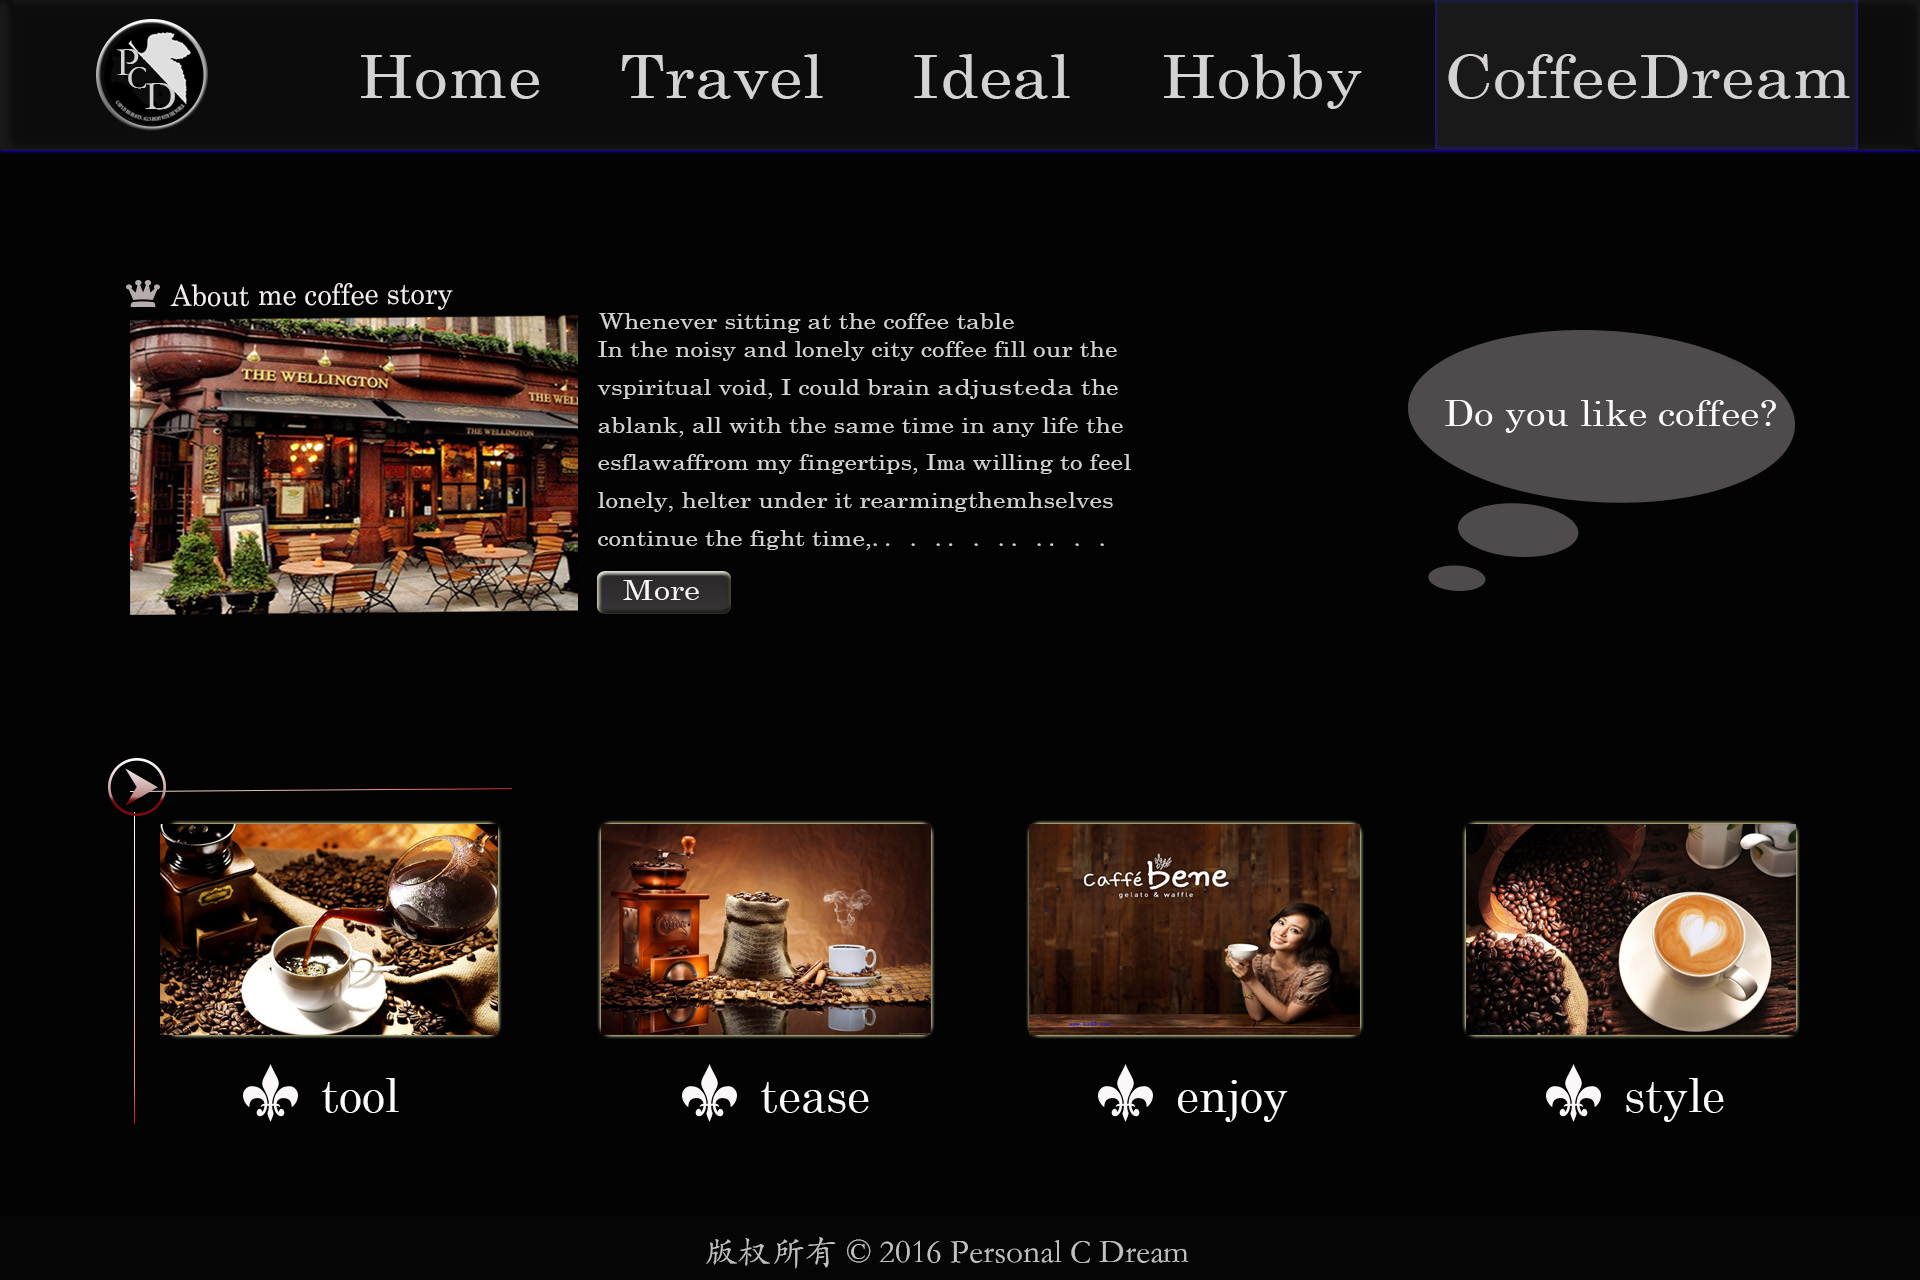 P
C
D
Home Travel Ideal Hobby CoffeeDream
About me coffee story
THE WELLINGTON
THE WEL
THE WELLINGTON
Whenever sitting at the coffee table
In the noisy and lonely city coffee fill our the
vspiritual void, I could brain adjusteda the
ablank, all with the same time in any life the
esflawaffrom my fingertips, Ima willing to feel
lonely, helter under it rearmingthemhselves
continue the fight time,.. . .. . .. .. . .
More
Do you like coffee?
Caffé bene
gelato & waffle
tool
tease
enjoy
style
版权所有 © 2016 Personal C Dream